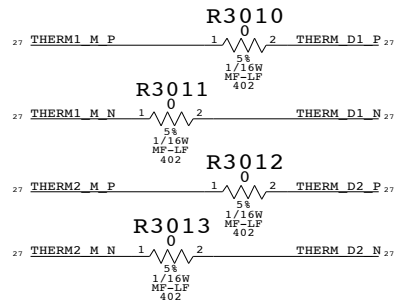 R3010
0
27 THERM1_M_P 1 2 THERM_D1_P 27
5%
1/16W
MF-LF
402
R3011
0
27 THERM1_M_N 1 2 THERM_D1_N 27
5%
1/16W
MF-LF
402
R3012
0
27 THERM2_M_P 1 2 THERM_D2_P 27
5%
1/16W
MF-LF
402
R3013
0
27 THERM2_M_N 1 2 THERM_D2_N 27
5%
1/16W
MF-LF
402